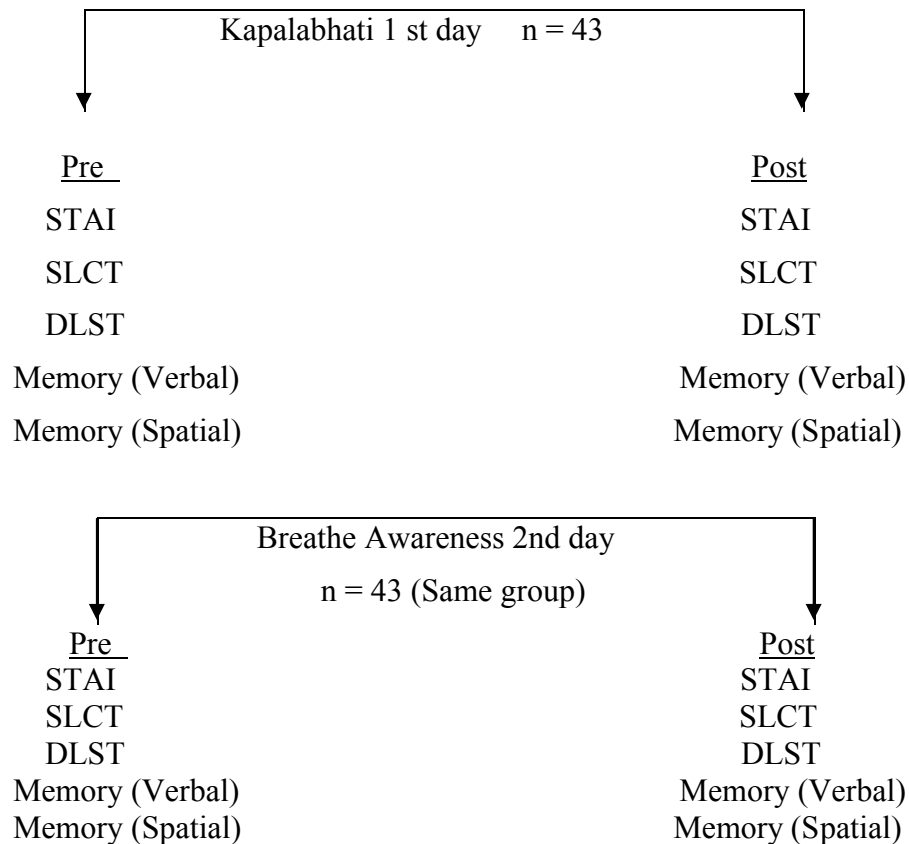 Kapalabhati 1 st day n = 43
Pre Post
STAI STAI
SLCT SLCT
DLST DLST
Memory (Verbal) Memory (Verbal)
Memory (Spatial) Memory (Spatial)
Breathe Awareness 2nd day
n = 43 (Same group)
Pre Post
STAI STAI
SLCT SLCT
DLST DLST
Memory (Verbal) Memory (Verbal)
Memory (Spatial) Memory (Spatial)